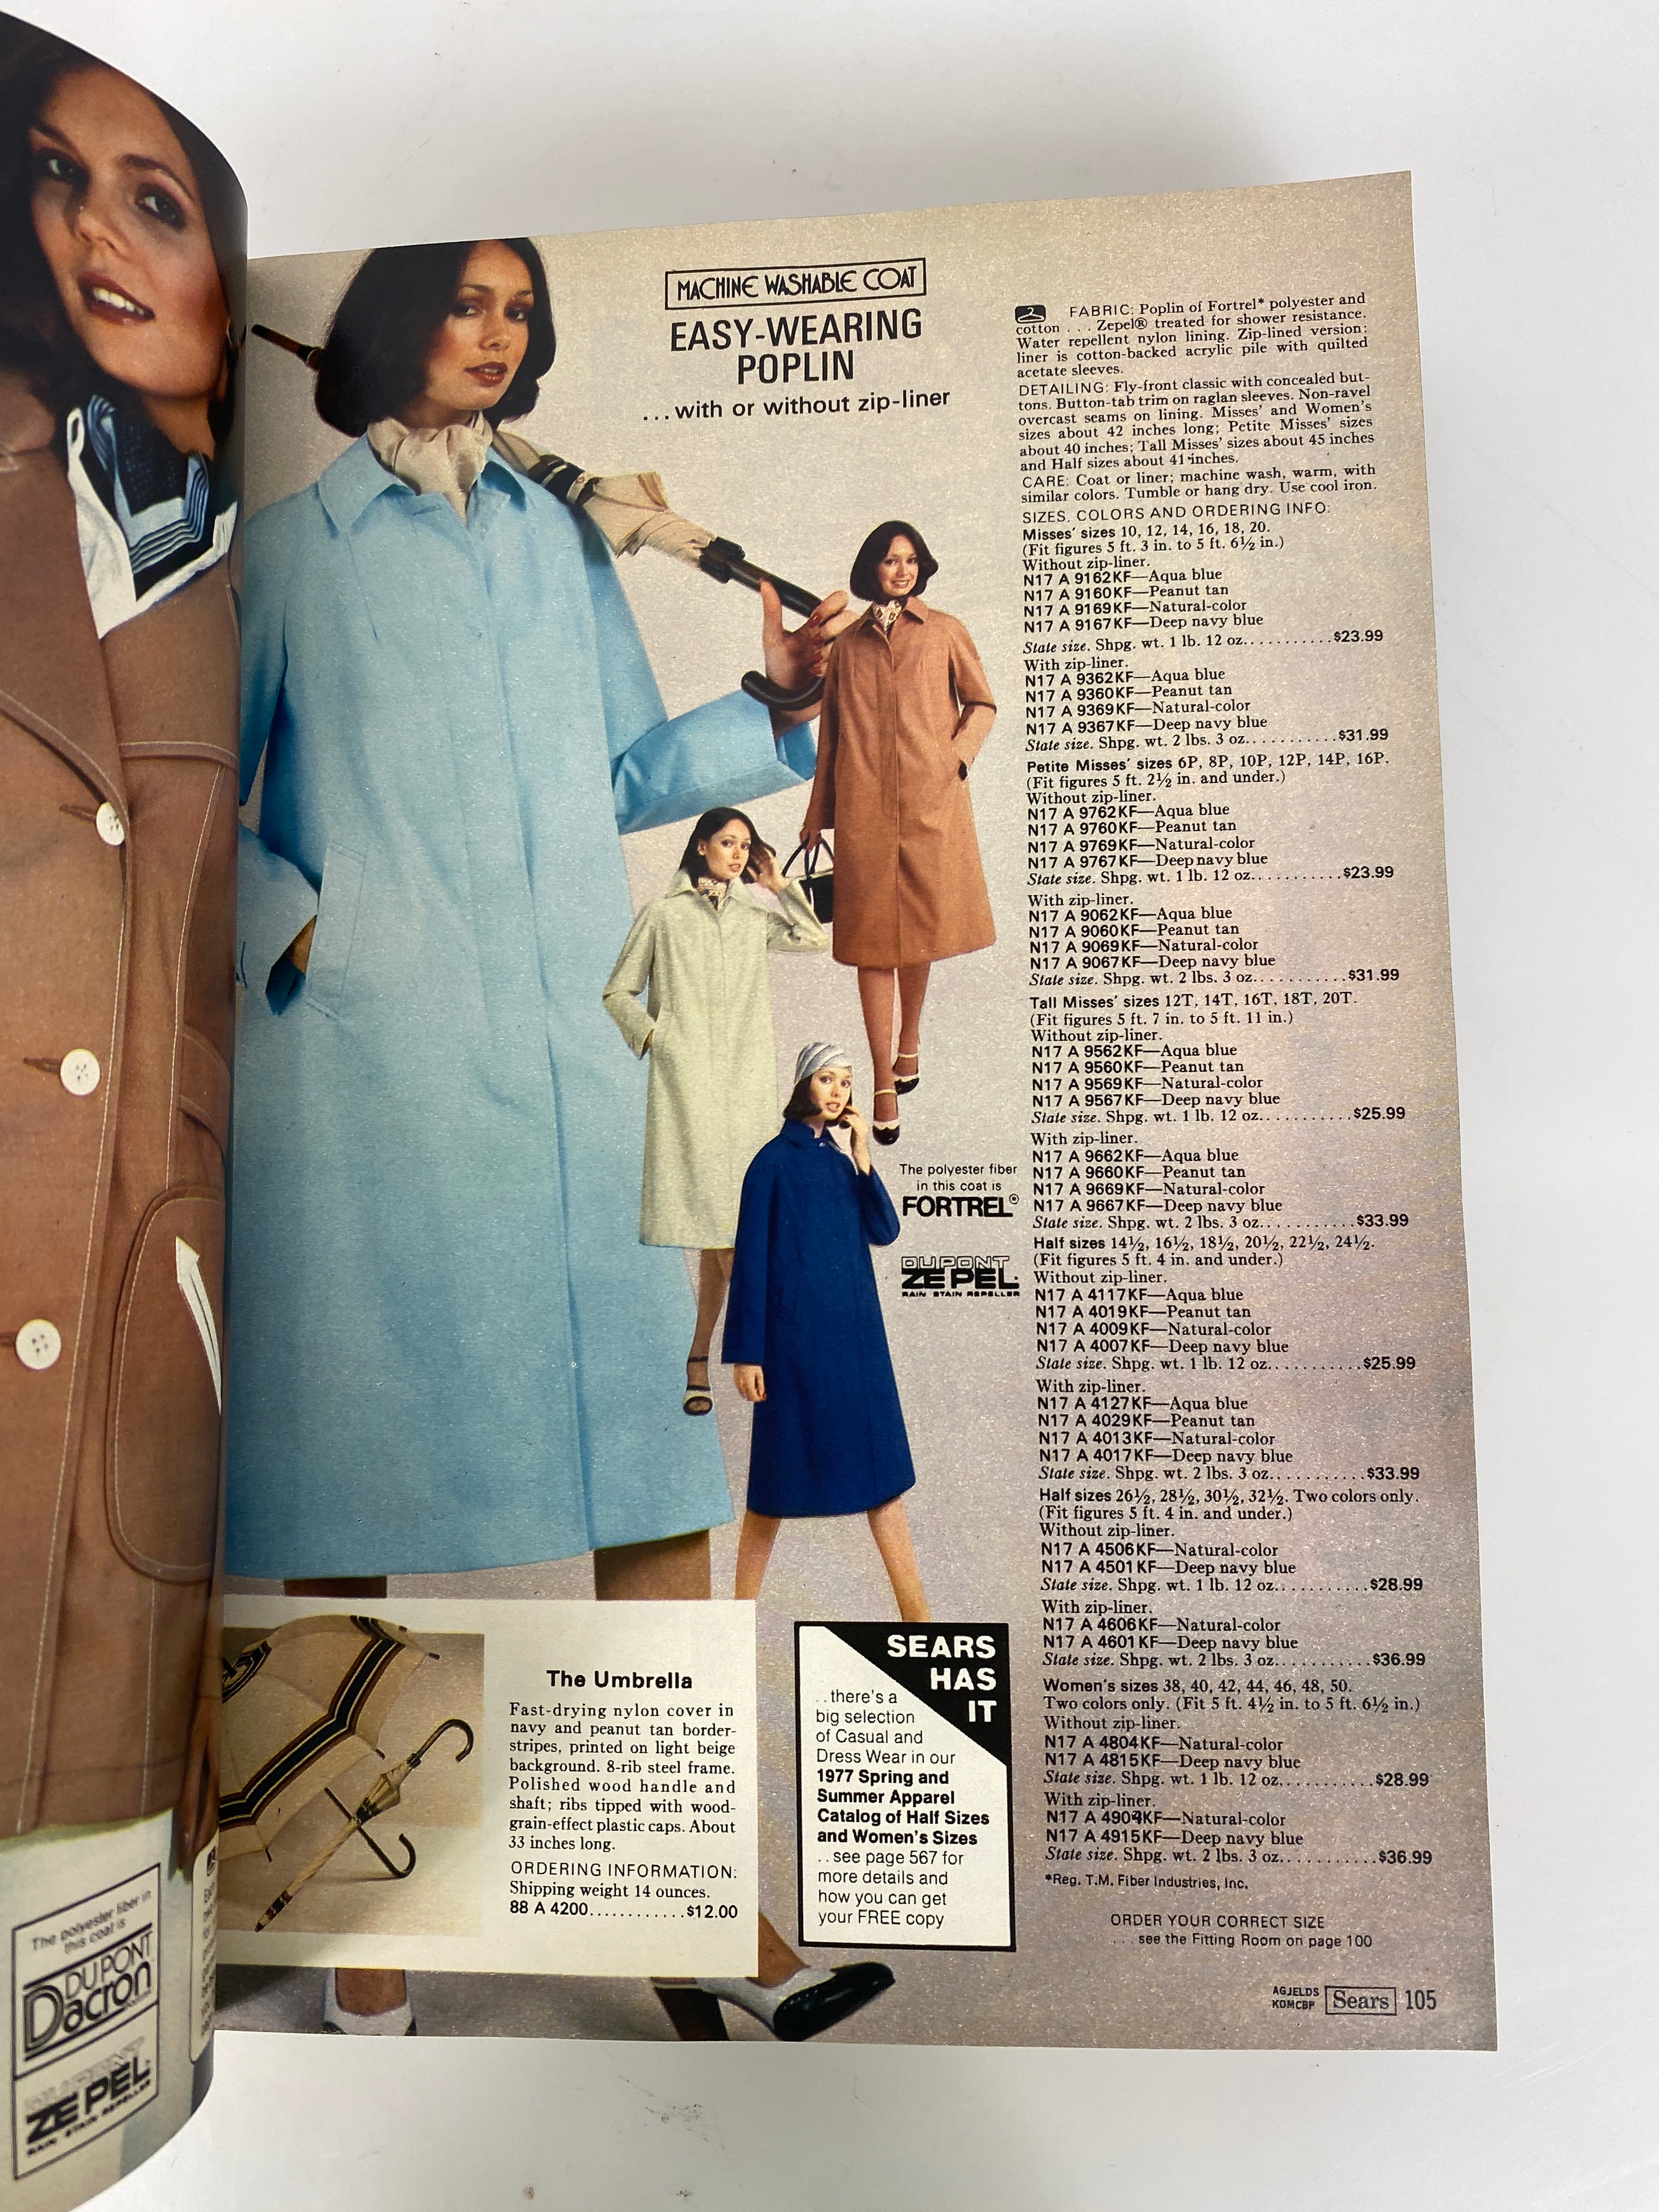 MACHINE WASHABLE COAT
EASY-WEARING
POPLIN
...with or without zip-liner
FABRIC: Poplin of Fortrel* polyester and
cotton . . . Zepel® treated for shower resistance.
Water repellent nylon lining. Zip-lined version:
liner is cotton-backed acrylic pile with quilted
acetate sleeves.
DETAILING: Fly-front classic with concealed but-
tons. Button-tab trim on raglan sleeves. Non-ravel
overcast seams on lining. Misses' and Women's
sizes about 42 inches long; Petite Misses' sizes
about 40 inches; Tall Misses' sizes about 45 inches
and Half sizes about 41 inches.
CARE: Coat or liner; machine wash, warm, with
similar colors. Tumble or hang dry. Use cool iron.
SIZES, COLORS AND ORDERING INFO:
Misses' sizes 10, 12, 14, 16, 18, 20.
(Fit figures 5 ft. 3 in. to 5 ft. 6½ in.)
Without zip-liner.
N17 A 9162KF—Aqua blue
N17 A 9160KF—Peanut tan
N17 A 9169KF—Natural-color
N17 A 9167KF—Deep navy blue
State size. Shpg. wt. 1 lb. 12 oz...........$23.99
With zip-liner.
N17 A 9362KF—Aqua blue
N17 A 9360KF—Peanut tan
N17 A 9369KF—Natural-color
N17 A 9367KF—Deep navy blue
State size. Shpg. wt. 2 lbs. 3 oz...........$31.99
Petite Misses' sizes 6P, 8P, 10P, 12P, 14P, 16P.
(Fit figures 5 ft. 2½ in. and under.)
Without zip-liner.
N17 A 9762KF—Aqua blue
N17 A 9760KF—Peanut tan
N17 A 9769KF—Natural-color
N17 A 9767KF—Deep navy blue
State size. Shpg. wt. 1 lb. 12 oz...........$23.99
With zip-liner.
N17 A 9062KF—Aqua blue
N17 A 9060KF—Peanut tan
N17 A 9069KF—Natural-color
N17 A 9067KF—Deep navy blue
State size. Shpg. wt. 2 lbs. 3 oz...........$31.99
Tall Misses' sizes 12T, 14T, 16T, 18T, 20T.
(Fit figures 5 ft. 7 in. to 5 ft. 11 in.)
Without zip-liner.
N17 A 9562KF—Aqua blue
N17 A 9560KF—Peanut tan
N17 A 9569KF—Natural-color
N17 A 9567KF—Deep navy blue
State size. Shpg. wt. 1 lb. 12 oz...........$25.99
With zip-liner.
N17 A 9662KF—Aqua blue
N17 A 9660KF—Peanut tan
N17 A 9669KF—Natural-color
N17 A 9667KF—Deep navy blue
State size. Shpg. wt. 2 lbs. 3 oz...........$33.99
Half sizes 14½, 16½, 18½, 20½, 22½, 24½.
(Fit figures 5 ft. 4 in. and under.)
Without zip-liner.
N17 A 4117KF—Aqua blue
N17 A 4019KF—Peanut tan
N17 A 4009KF—Natural-color
N17 A 4007KF—Deep navy blue
State size. Shpg. wt. 1 lb. 12 oz...........$25.99
With zip-liner.
N17 A 4127KF—Aqua blue
N17 A 4029KF—Peanut tan
N17 A 4013KF—Natural-color
N17 A 4017KF—Deep navy blue
State size. Shpg. wt. 2 lbs. 3 oz...........$33.99
Half sizes 26½, 28½, 30½, 32½. Two colors only.
(Fit figures 5 ft. 4 in. and under.)
Without zip-liner.
N17 A 4506KF—Natural-color
N17 A 4501KF—Deep navy blue
State size. Shpg. wt. 1 lb. 12 oz...........$28.99
With zip-liner.
N17 A 4606KF—Natural-color
N17 A 4601KF—Deep navy blue
State size. Shpg. wt. 2 lbs. 3 oz...........$36.99
Women's sizes 38, 40, 42, 44, 46, 48, 50.
Two colors only. (Fit 5 ft. 4½ in. to 5 ft. 6½ in.)
Without zip-liner.
N17 A 4804KF—Natural-color
N17 A 4815KF—Deep navy blue
State size. Shpg. wt. 1 lb. 12 oz...........$28.99
With zip-liner.
N17 A 4904KF—Natural-color
N17 A 4915KF—Deep navy blue
State size. Shpg. wt. 2 lbs. 3 oz...........$36.99
*Reg. T.M. Fiber Industries, Inc.
ORDER YOUR CORRECT SIZE
. . . see the Fitting Room on page 100
The polyester fiber
in this coat is
FORTREL®
DUPONT
ZE PEL
RAIN STAIN REPELLER
The Umbrella
Fast-drying nylon cover in
navy and peanut tan border-
stripes, printed on light beige
background. 8-rib steel frame.
Polished wood handle and
shaft; ribs tipped with wood-
grain-effect plastic caps. About
33 inches long.
ORDERING INFORMATION:
Shipping weight 14 ounces.
88 A 4200............$12.00
SEARS
HAS
IT
. . there's a
big selection
of Casual and
Dress Wear in our
1977 Spring and
Summer Apparel
Catalog of Half Sizes
and Women's Sizes
. . see page 567 for
more details and
how you can get
your FREE copy
AGJELDS
KOMCBP
Sears 105
The polyester fiber in
this coat is
DUPONT
Dacron
DUPONT
ZE PEL
RAIN STAIN REPELLER